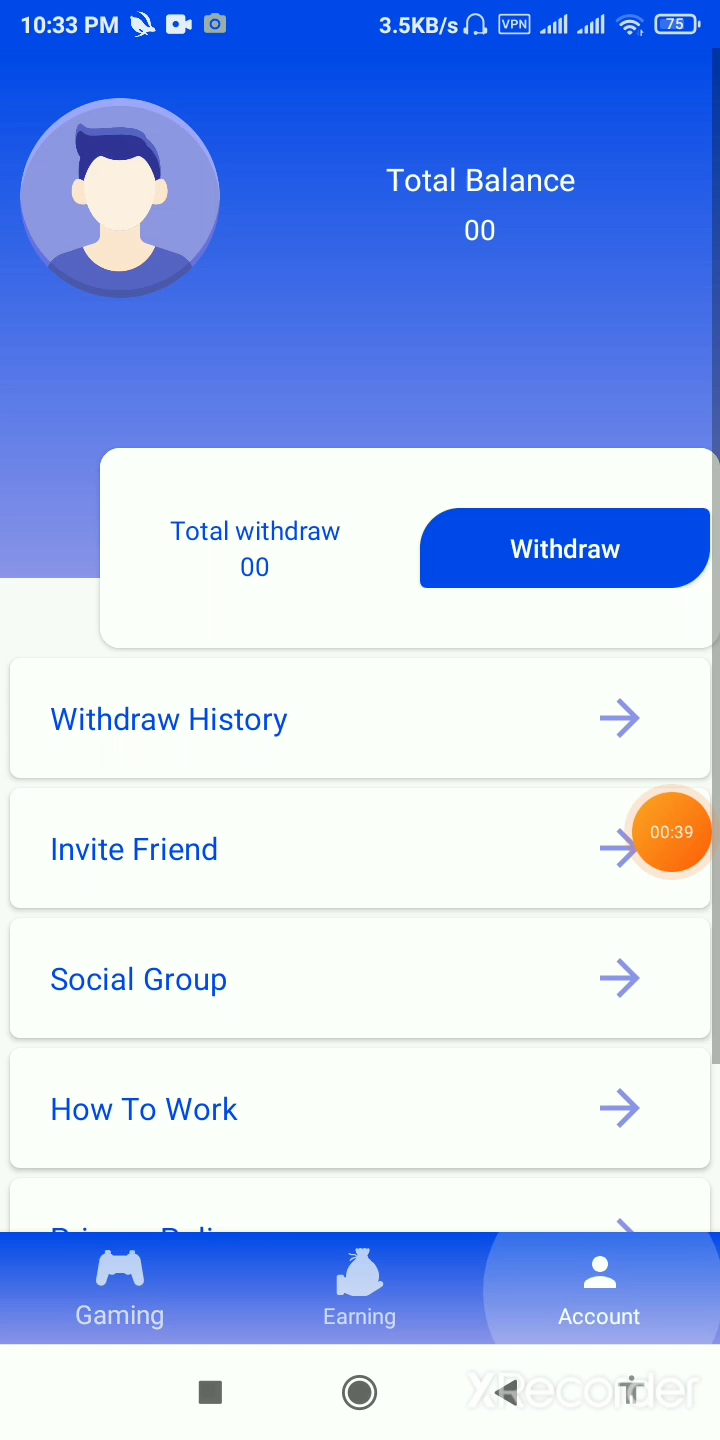 10:33 PM 3.5KB/s VPN 75
Total Balance
00
Total withdraw
00
Withdraw
Withdraw History
Invite Friend
00:39
Social Group
How To Work
Gaming
Earning
Account
XRecorder